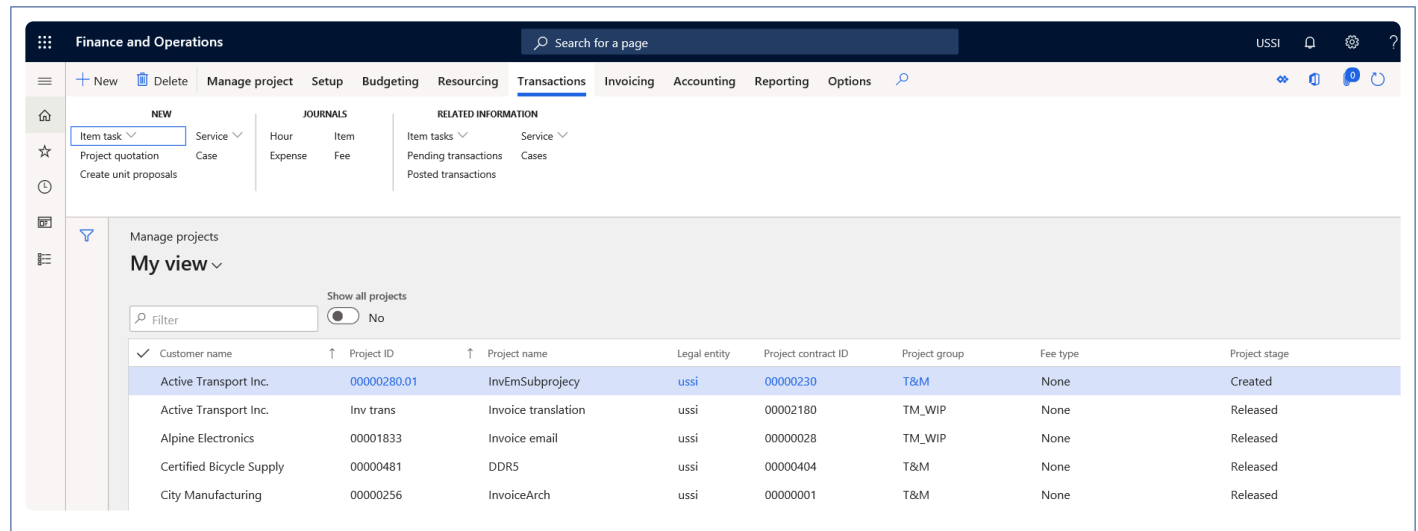 Finance and Operations Search for a page USSI ?
New Delete Manage project Setup Budgeting Resourcing Transactions Invoicing Accounting Reporting Options 0
NEW JOURNALS RELATED INFORMATION
Item task Service Hour Item Item tasks Service
Project quotation Case Expense Fee Pending transactions Cases
Create unit proposals Posted transactions
Manage projects
My view
Show all projects
Filter No
Customer name Project ID Project name Legal entity Project contract ID Project group Fee type Project stage
Active Transport Inc. 00000280.01 InvEmSubprojecy ussi 00000230 T&M None Created
Active Transport Inc. Inv trans Invoice translation ussi 00002180 TM_WIP None Released
Alpine Electronics 00001833 Invoice email ussi 00000028 TM_WIP None Released
Certified Bicycle Supply 00000481 DDR5 ussi 00000404 T&M None Released
City Manufacturing 00000256 InvoiceArch ussi 00000001 T&M None Released